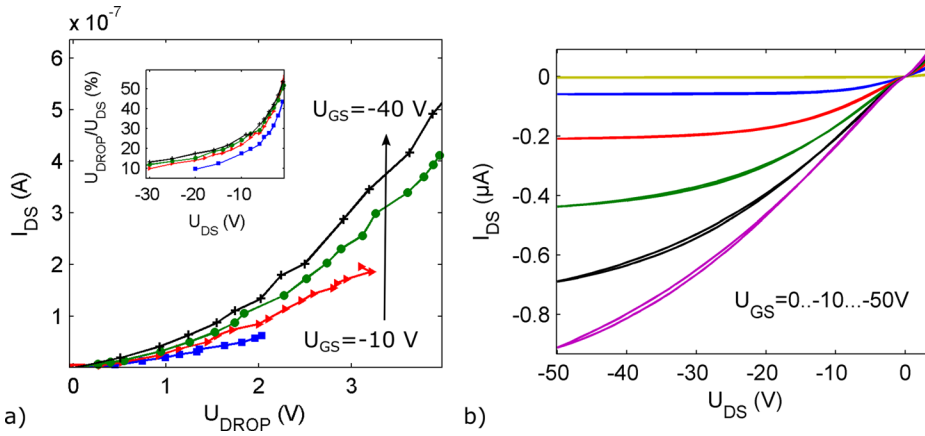 x 10⁻⁷
6
5
4
3
2
1
0
1
2
3
I_DS (A)
U_DROP (V)
U_GS=-40 V
U_GS=-10 V
50
40
30
20
10
-30
-20
-10
U_DROP/U_DS (%)
U_DS (V)
a)
0
-0.2
-0.4
-0.6
-0.8
-50
-40
-30
-20
-10
0
I_DS (µA)
U_DS (V)
U_GS=0..-10...-50V
b)